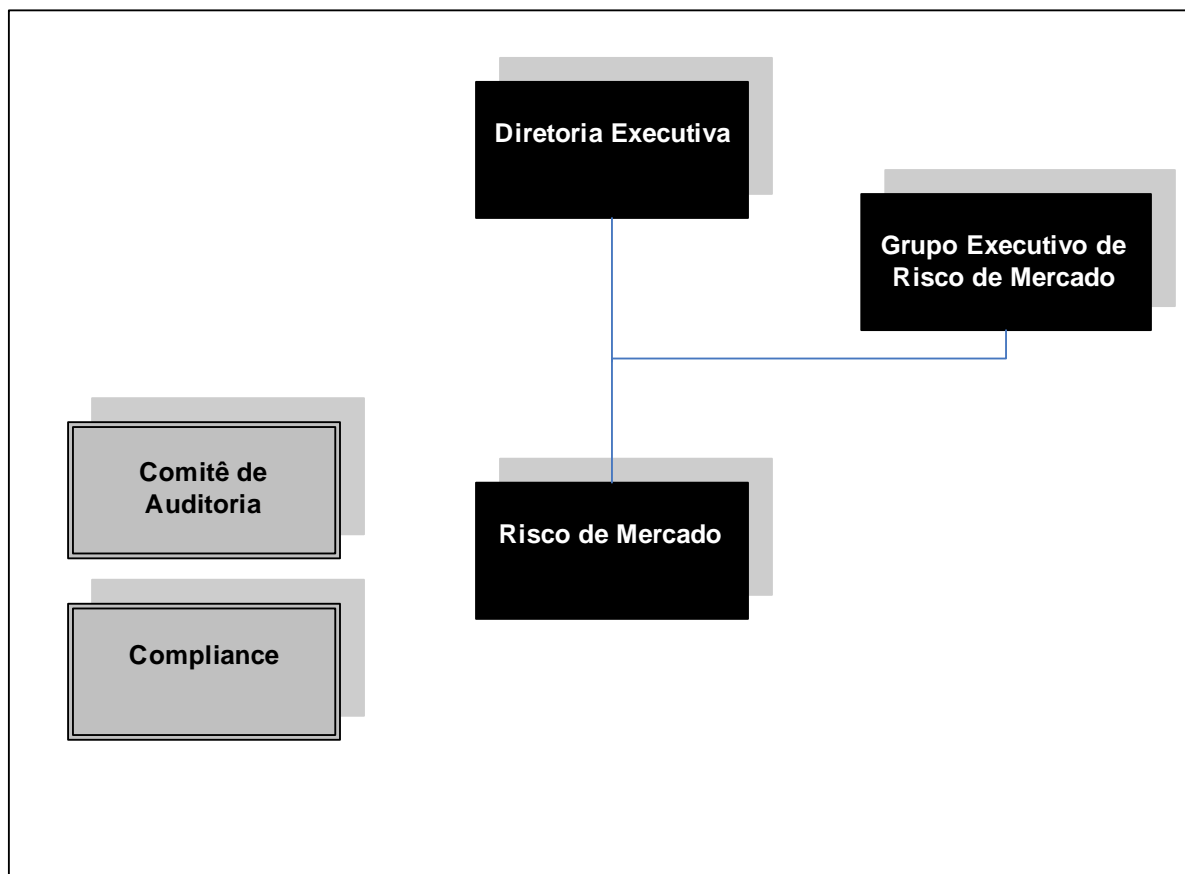 Diretoria Executiva
Grupo Executivo de
Risco de Mercado
Comitê de
Auditoria
Risco de Mercado
Compliance